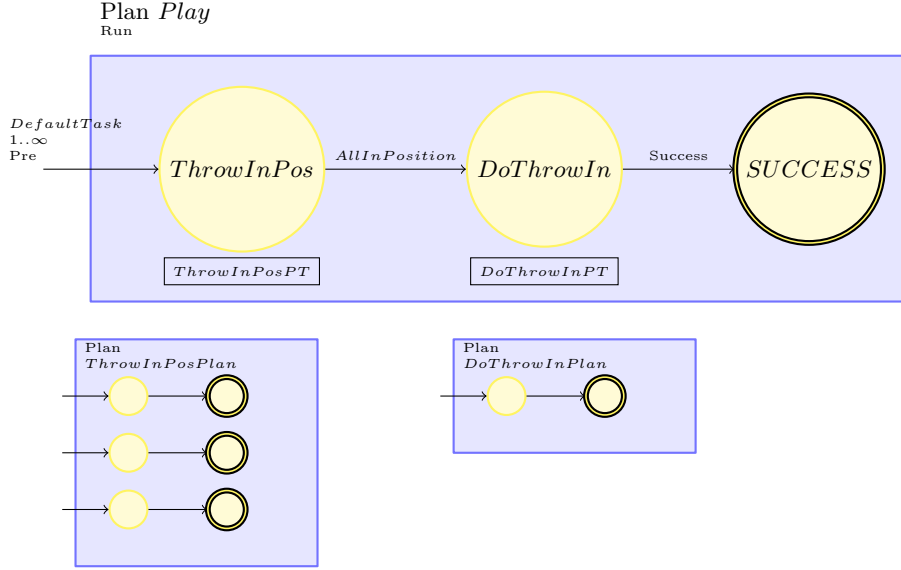 Plan Play
Run
DefaultTask
1..∞
Pre
ThrowInPos
AllInPosition
DoThrowIn
Success
SUCCESS
ThrowInPosPT
DoThrowInPT
Plan
ThrowInPosPlan
Plan
DoThrowInPlan